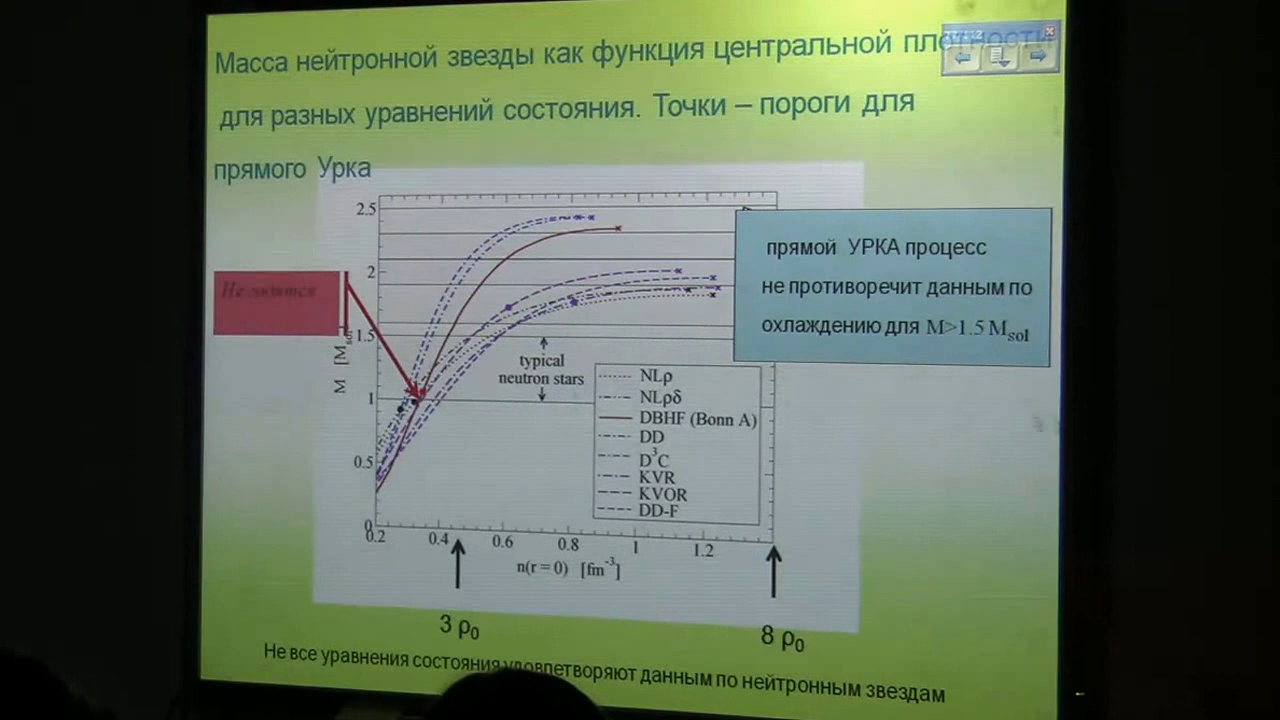 Масса нейтронной звезды как функция центральной плотности
для разных уравнений состояния. Точки – пороги для
прямого Урка
2.5
2
1.5
1
0.5
0
M [M
0.2
0.4
0.6
0.8
1
1.2
n(r = 0) [fm⁻³]
typical
neutron stars
NLρ
NLρδ
DBHF (Bonn A)
DD
D³C
KVR
KVOR
DD-F
прямой УРКА процесс
не противоречит данным по
охлаждению для M>1.5 Msol
3 ρ0
8 ρ0
Не все уравнения состояния удовлетворяют данным по нейтронным звездам